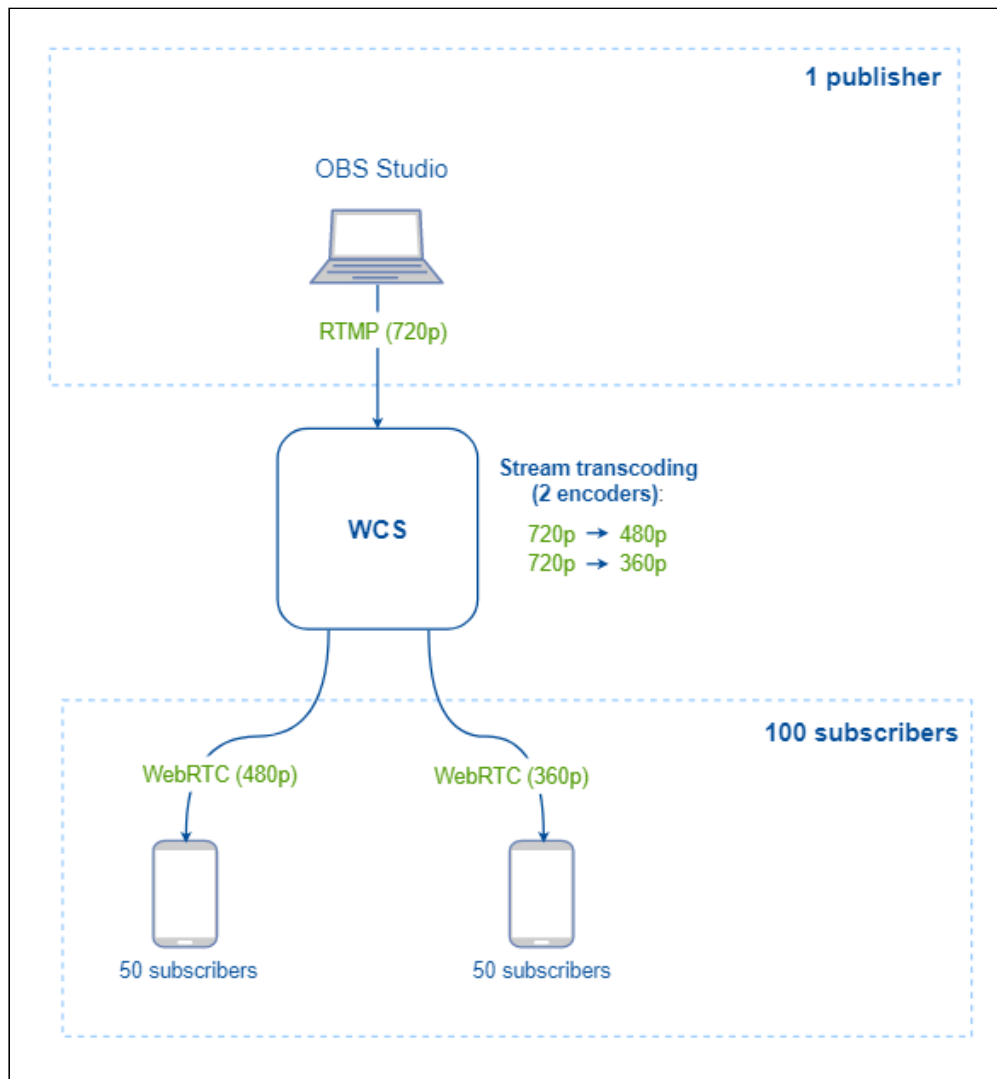 1 publisher
OBS Studio
RTMP (720p)
Stream transcoding
(2 encoders):
720p → 480p
720p → 360p
WCS
100 subscribers
WebRTC (480p)
WebRTC (360p)
50 subscribers
50 subscribers